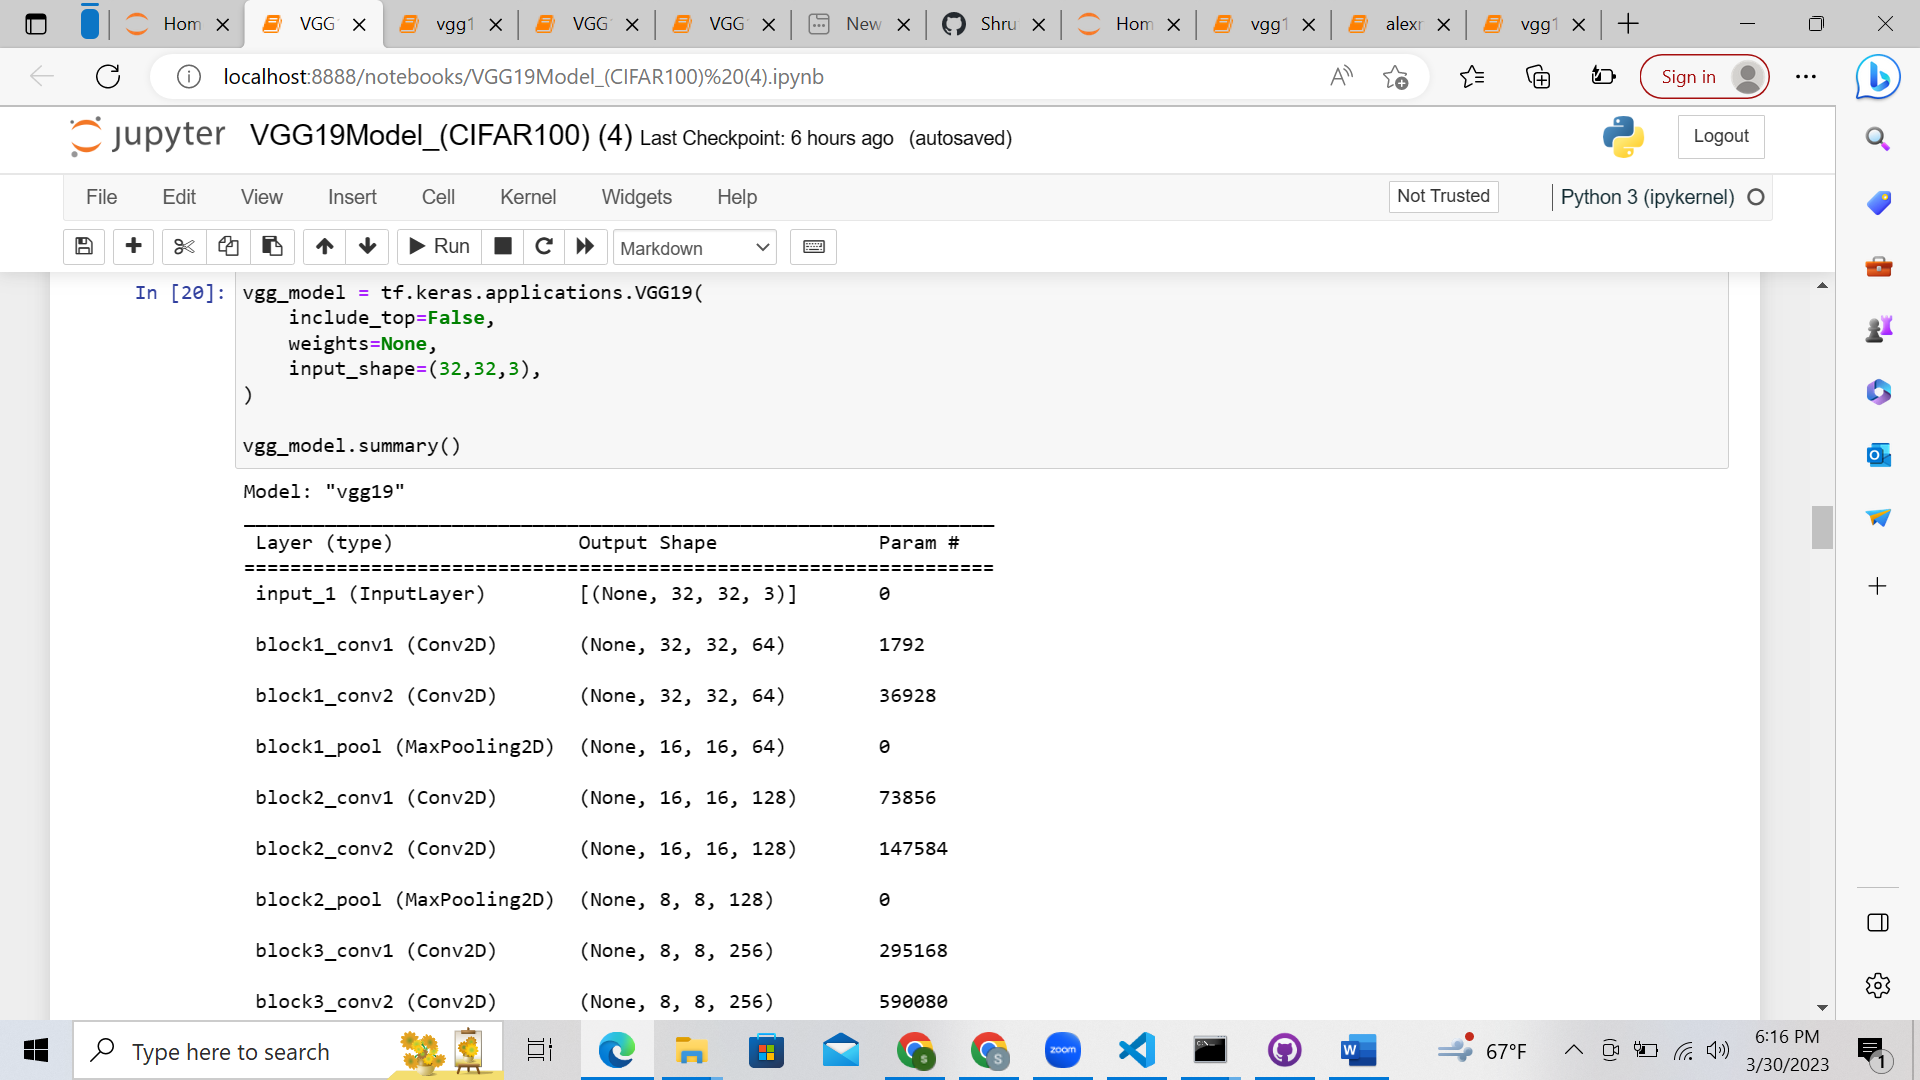 Hom
VGG
vgg1
VGG
VGG
New
Shru
Hom
vgg1
alexr
vgg1
localhost:8888/notebooks/VGG19Model_(CIFAR100)%20(4).ipynb
Sign in
jupyter VGG19Model_(CIFAR100) (4) Last Checkpoint: 6 hours ago (autosaved)
Logout
File Edit View Insert Cell Kernel Widgets Help
Not Trusted
Python 3 (ipykernel)
Run
Markdown
In [20]:
vgg_model = tf.keras.applications.VGG19(
    include_top=False,
    weights=None,
    input_shape=(32,32,3),
)
vgg_model.summary()
Model: "vgg19"
_________________________________________________________________
Layer (type) Output Shape Param #
=================================================================
input_1 (InputLayer) [(None, 32, 32, 3)] 0
block1_conv1 (Conv2D) (None, 32, 32, 64) 1792
block1_conv2 (Conv2D) (None, 32, 32, 64) 36928
block1_pool (MaxPooling2D) (None, 16, 16, 64) 0
block2_conv1 (Conv2D) (None, 16, 16, 128) 73856
block2_conv2 (Conv2D) (None, 16, 16, 128) 147584
block2_pool (MaxPooling2D) (None, 8, 8, 128) 0
block3_conv1 (Conv2D) (None, 8, 8, 256) 295168
block3_conv2 (Conv2D) (None, 8, 8, 256) 590080
Type here to search
zoom
67°F
6:16 PM
3/30/2023
1